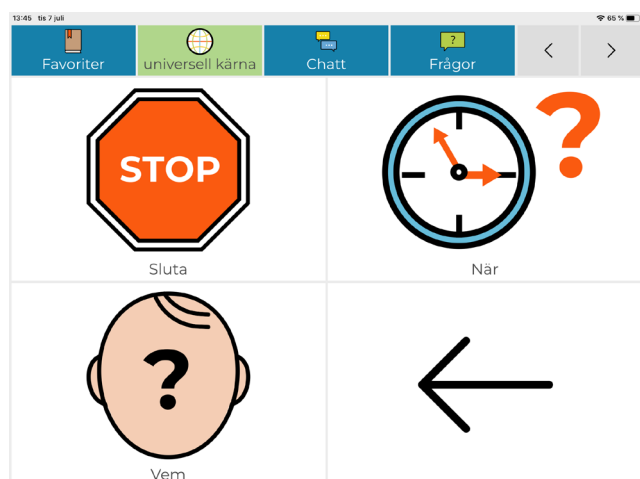 13:45 tis 7 juli
65 %
Favoriter
universell kärna
?
Chatt
Frågor
STOP
?
Sluta
När
?
Vem